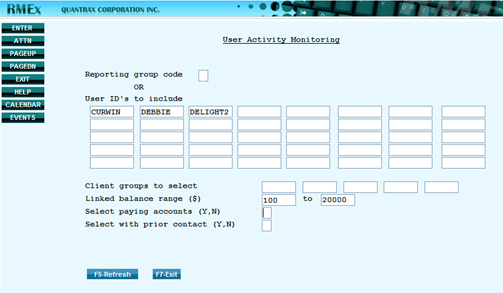 RMEx QUANTRAX CORPORATION INC.
ENTER
ATTN
PAGEUP
PAGEDN
EXIT
HELP
CALENDAR
EVENTS
User Activity Monitoring
Reporting group code
OR
User ID's to include
CURWIN DEBBIE DELIGHT2
Client groups to select
Linked balance range ($) 100 to 20000
Select paying accounts (Y,N)
Select with prior contact (Y,N)
F5-Refresh F7-Exit